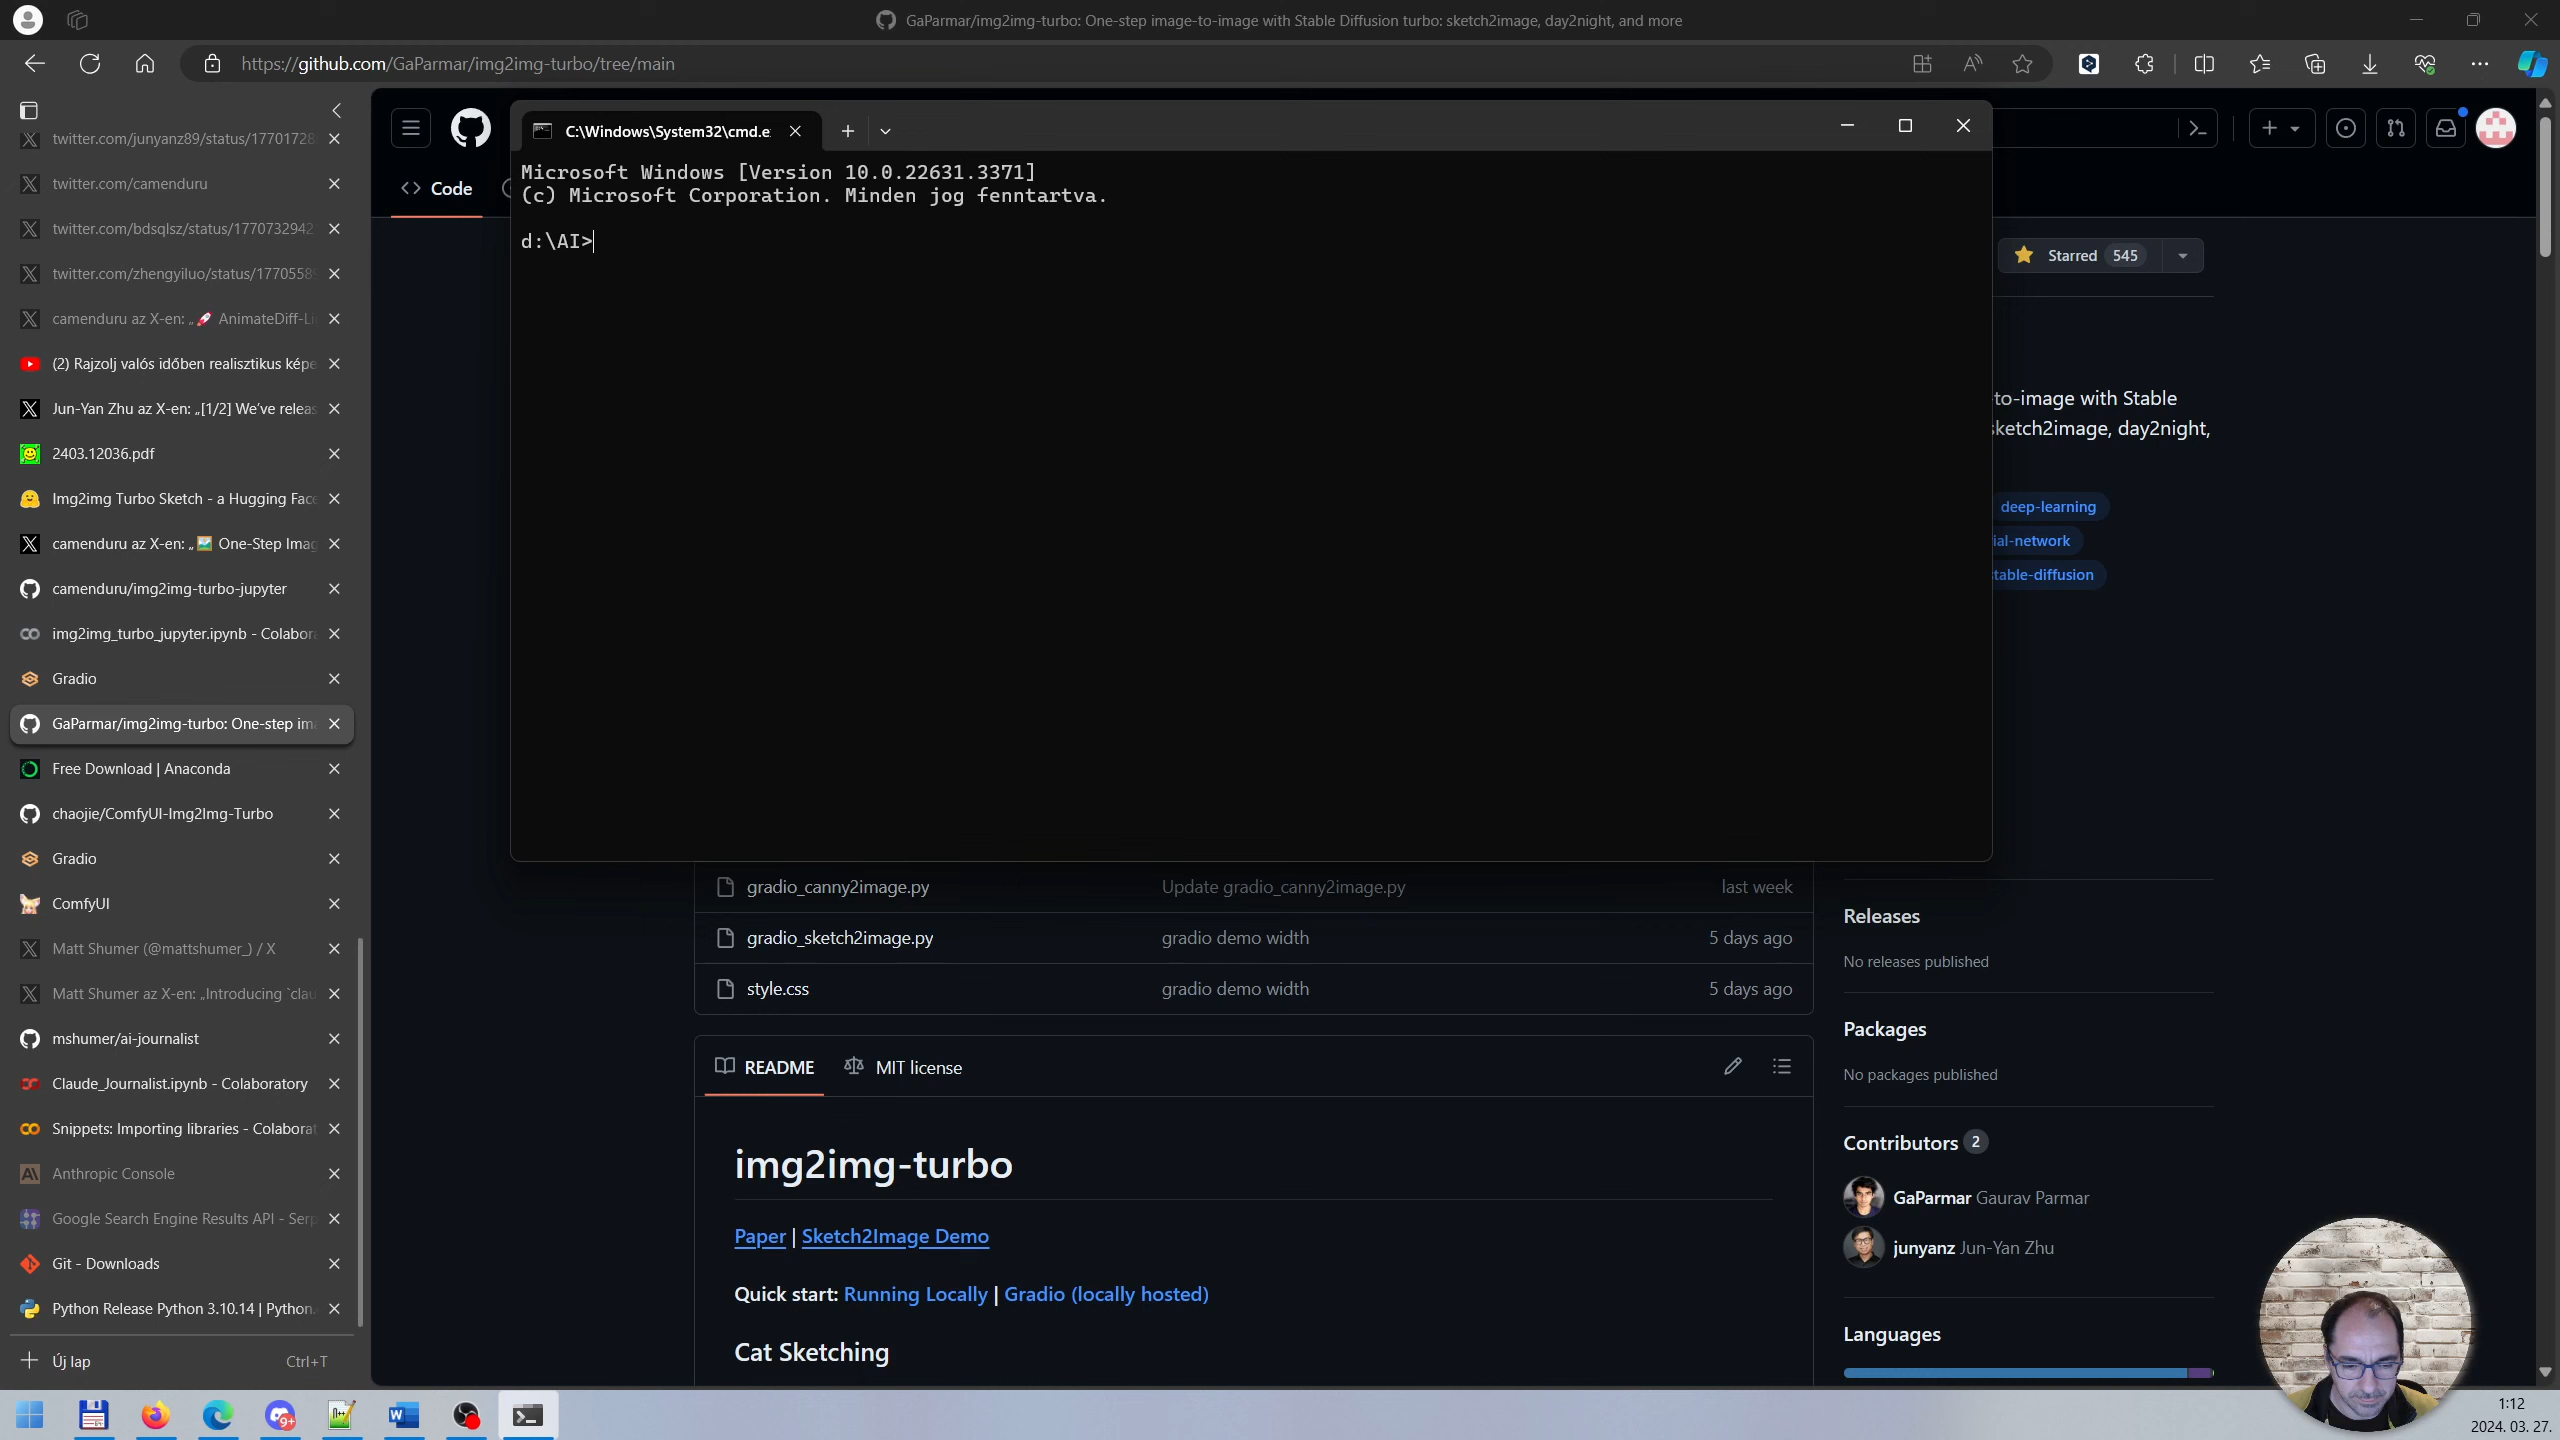 GaParmar/img2img-turbo: One-step image-to-image with Stable Diffusion turbo: sketch2image, day2night, and more
https://github.com/GaParmar/img2img-turbo/tree/main
twitter.com/junyanz89/status/17701728
twitter.com/camenduru
twitter.com/bdsqlsz/status/1770732942
twitter.com/zhengyiluo/status/17705589
camenduru az X-en: „🚀 AnimateDiff-Li
(2) Rajzolj valós időben realisztikus képe
Jun-Yan Zhu az X-en: „[1/2] We've releas
2403.12036.pdf
Img2img Turbo Sketch - a Hugging Face
camenduru az X-en: „🖼️ One-Step Imag
camenduru/img2img-turbo-jupyter
img2img_turbo_jupyter.ipynb - Colabora
Gradio
GaParmar/img2img-turbo: One-step ima
Free Download | Anaconda
chaojie/ComfyUI-Img2Img-Turbo
Gradio
ComfyUI
Matt Shumer (@mattshumer_) / X
Matt Shumer az X-en: „Introducing `clau
mshumer/ai-journalist
Claude_Journalist.ipynb - Colaboratory
Snippets: Importing libraries - Colaborat
Anthropic Console
Google Search Engine Results API - Serp
Git - Downloads
Python Release Python 3.10.14 | Python.
Új lap Ctrl+T
Code
C:\Windows\System32\cmd.e
Microsoft Windows [Version 10.0.22631.3371]
(c) Microsoft Corporation. Minden jog fenntartva.
d:\AI>
Starred 545
-to-image with Stable
sketch2image, day2night,
deep-learning
ial-network
stable-diffusion
gradio_canny2image.py Update gradio_canny2image.py last week
gradio_sketch2image.py gradio demo width 5 days ago
style.css gradio demo width 5 days ago
README MIT license
img2img-turbo
Paper | Sketch2Image Demo
Quick start: Running Locally | Gradio (locally hosted)
Cat Sketching
Releases
No releases published
Packages
No packages published
Contributors 2
GaParmar Gaurav Parmar
junyanz Jun-Yan Zhu
Languages
9+
1:12
2024. 03. 27.